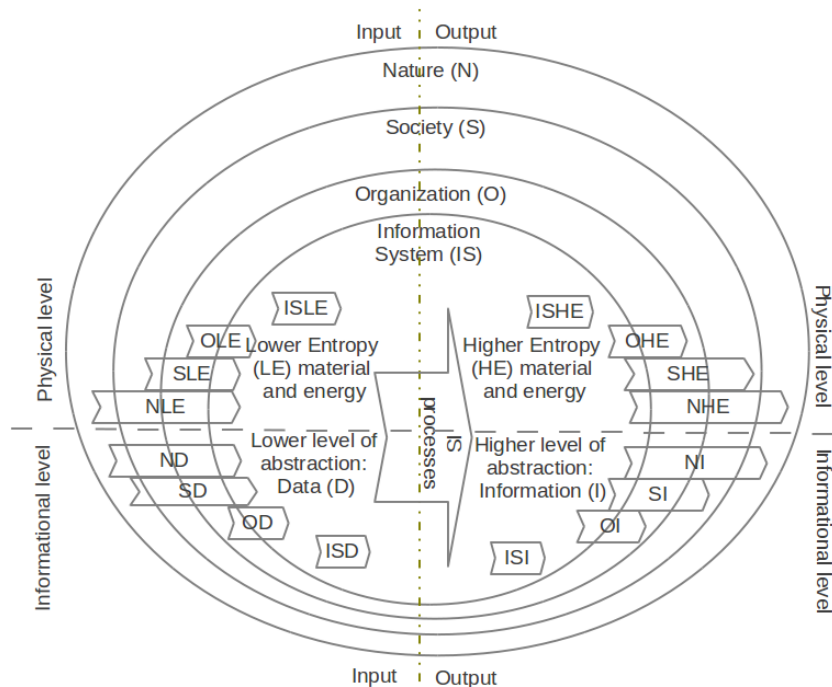 Input Output
Nature (N)
Society (S)
Organization (O)
Information
System (IS)
Physical level
Physical level
ISLE
ISHE
OLE
OHE
Lower Entropy
(LE) material
and energy
Higher Entropy
(HE) material
and energy
SLE
SHE
NLE
NHE
IS
processes
Lower level of
abstraction:
Data (D)
Higher level of
abstraction:
Information (I)
ND
NI
SD
SI
OD
OI
ISD
ISI
Informational level
Informational level
Input Output